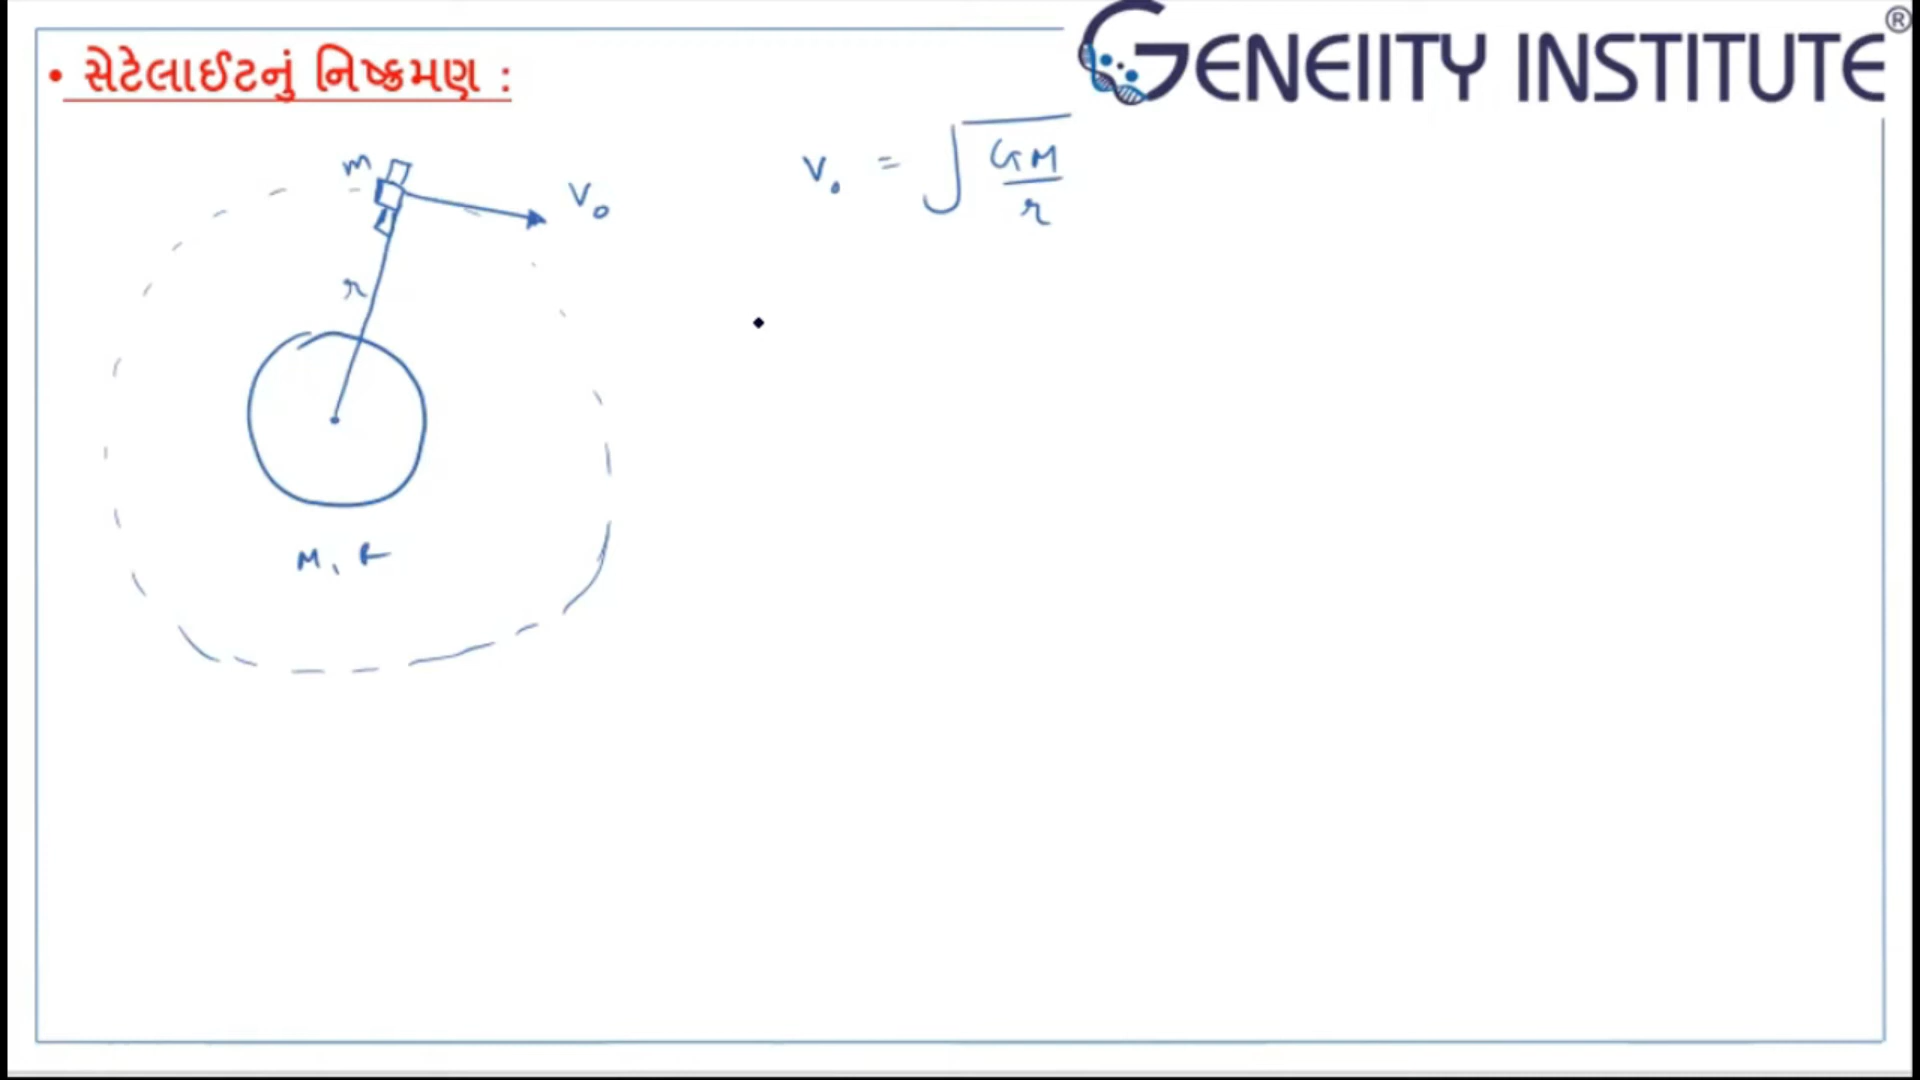 GENEIITY INSTITUTE®
• સેટેલાઈટનું નિષ્ક્રમણ :
m
v₀
v₀ = √(GM/r)
r
M, R